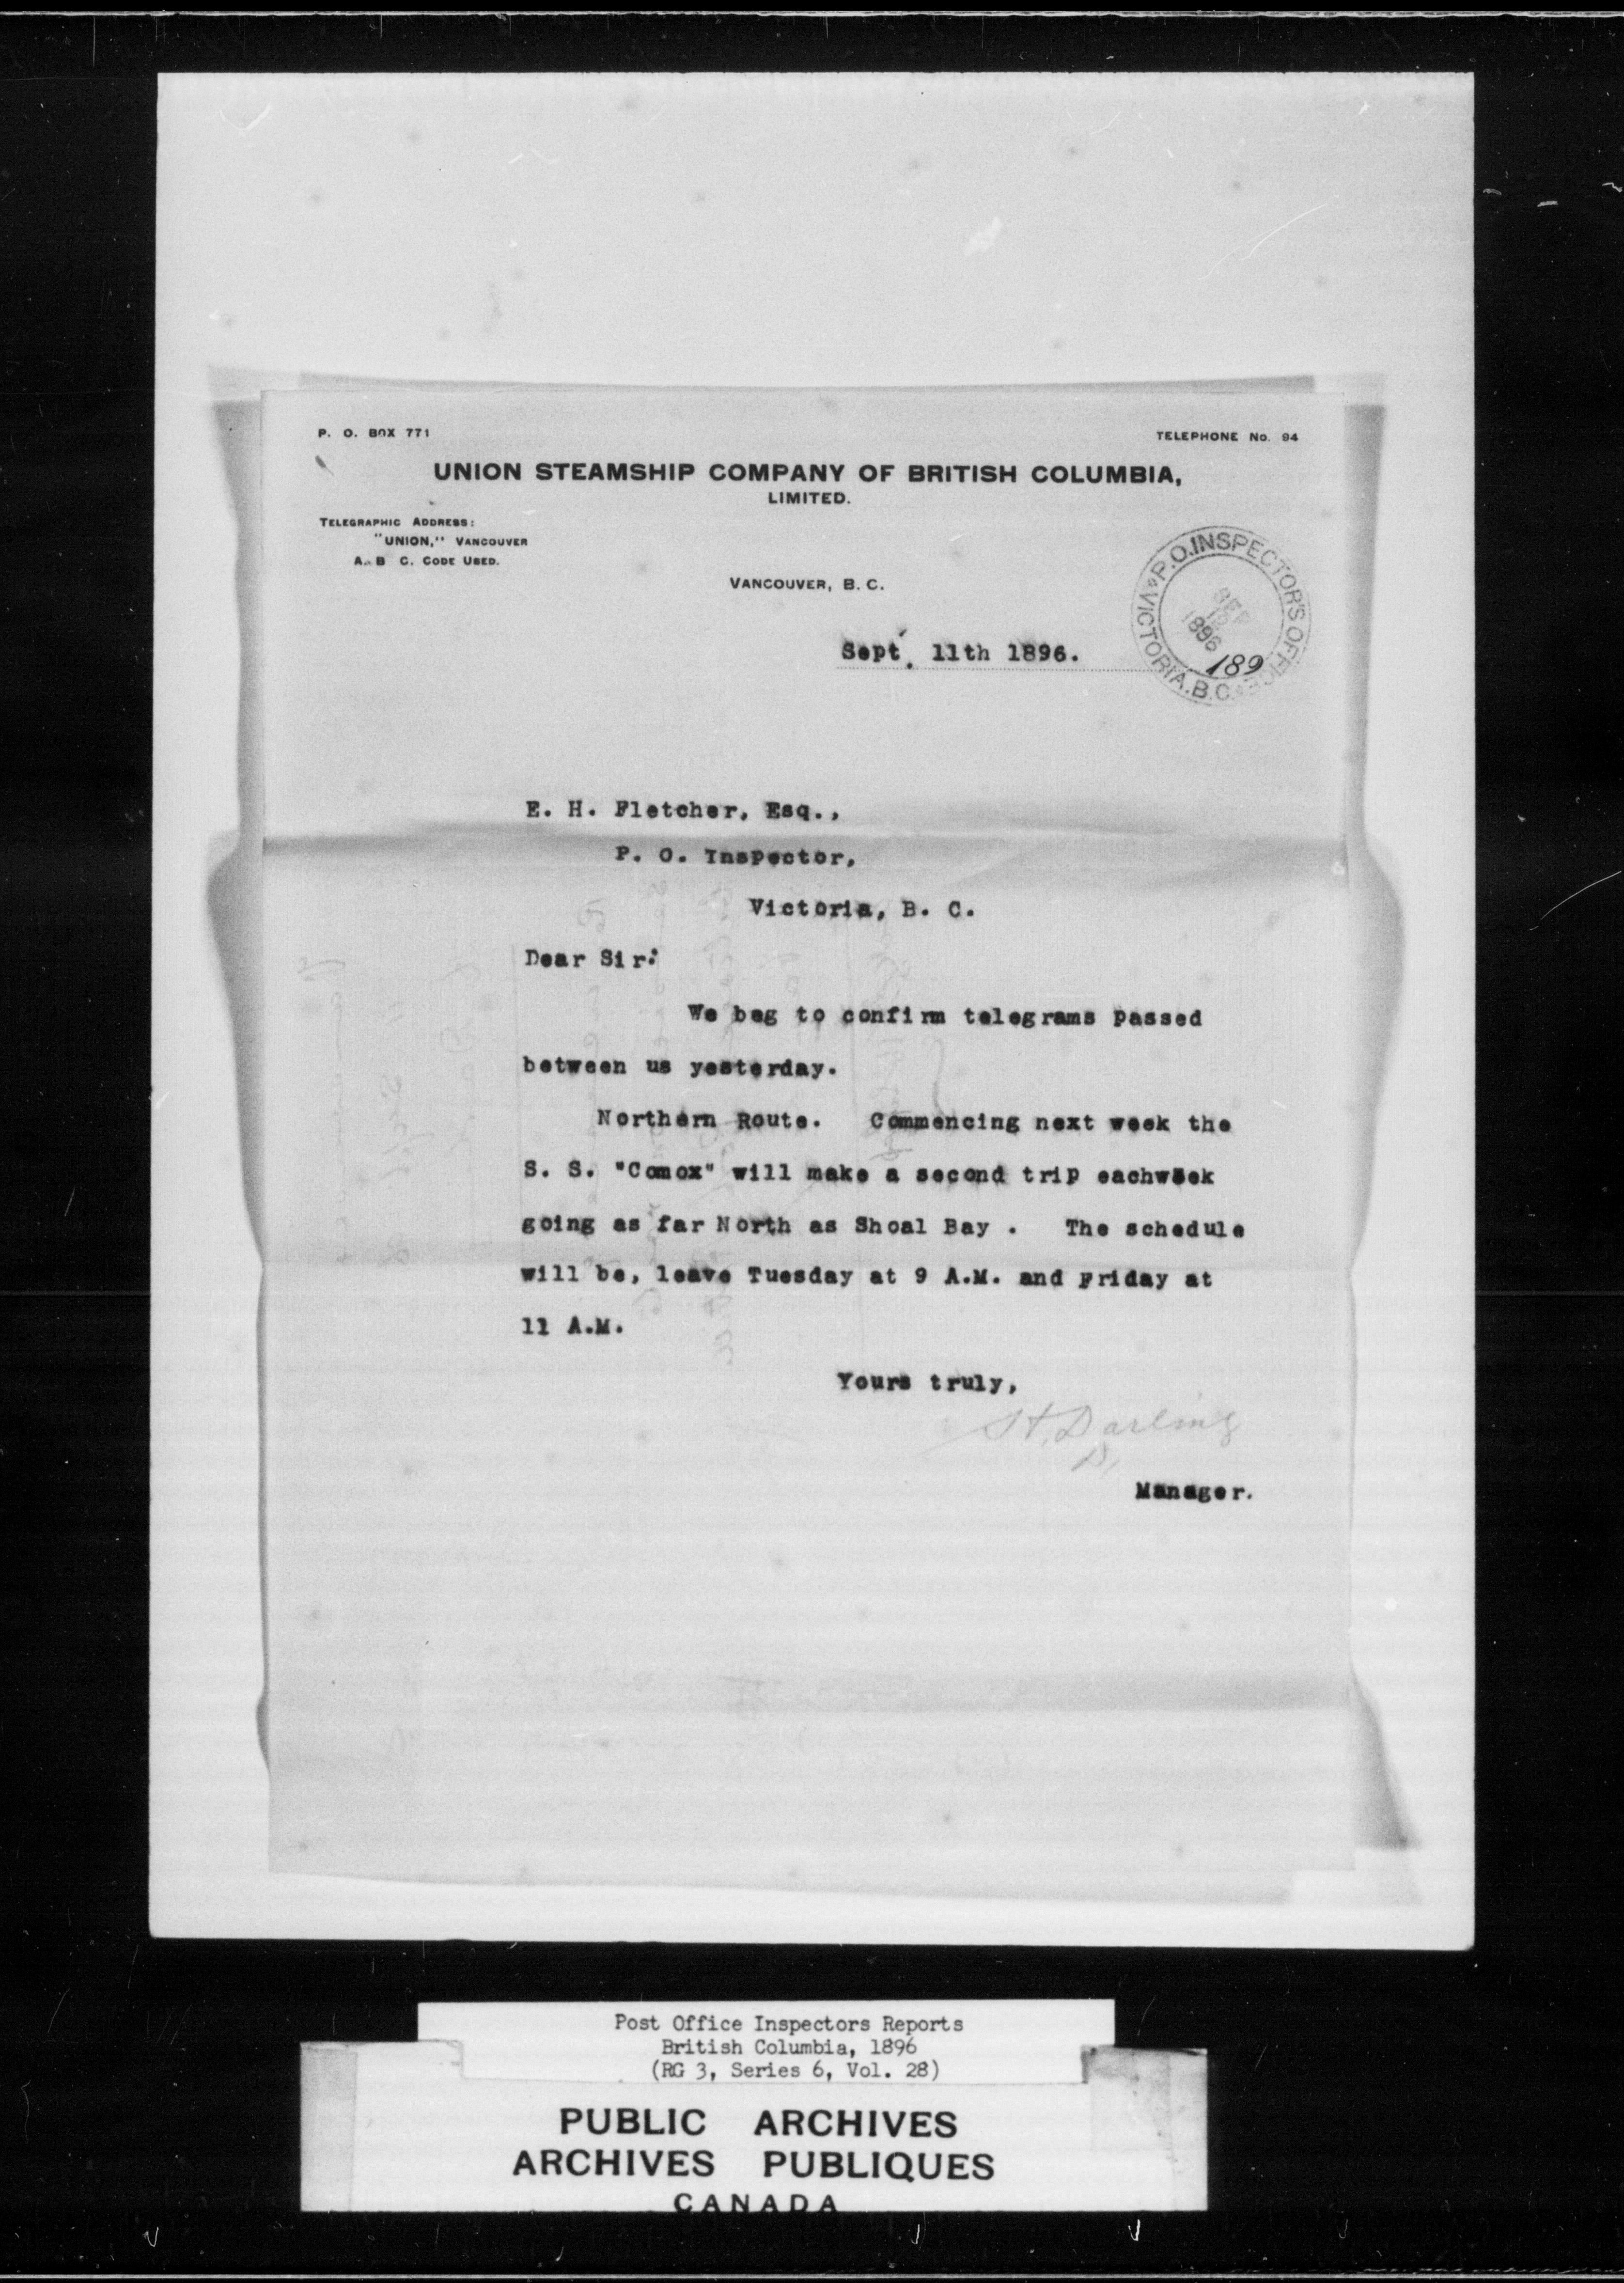 P. O. BOX 771
TELEPHONE No. 94
UNION STEAMSHIP COMPANY OF BRITISH COLUMBIA,
LIMITED.
TELEGRAPHIC ADDRESS:
"UNION," VANCOUVER
A. B C. CODE USED.
VANCOUVER, B. C.
P.O. INSPECTOR'S OFFICE
VICTORIA. B.C.
SEP
1896
Sept. 11th 1896.
189
E. H. Fletcher, Esq.,
P. O. Inspector,
Victoria, B. C.
Dear Sir:
We beg to confirm telegrams passed
between us yesterday.
Northern Route. Commencing next week the
S. S. "Comox" will make a second trip eachweek
going as far North as Shoal Bay . The schedule
will be, leave Tuesday at 9 A.M. and Friday at
11 A.M.
Yours truly,
Darling
Manager.
Post Office Inspectors Reports
British Columbia, 1896
(RG 3, Series 6, Vol. 28)
PUBLIC ARCHIVES
ARCHIVES PUBLIQUES
CANADA